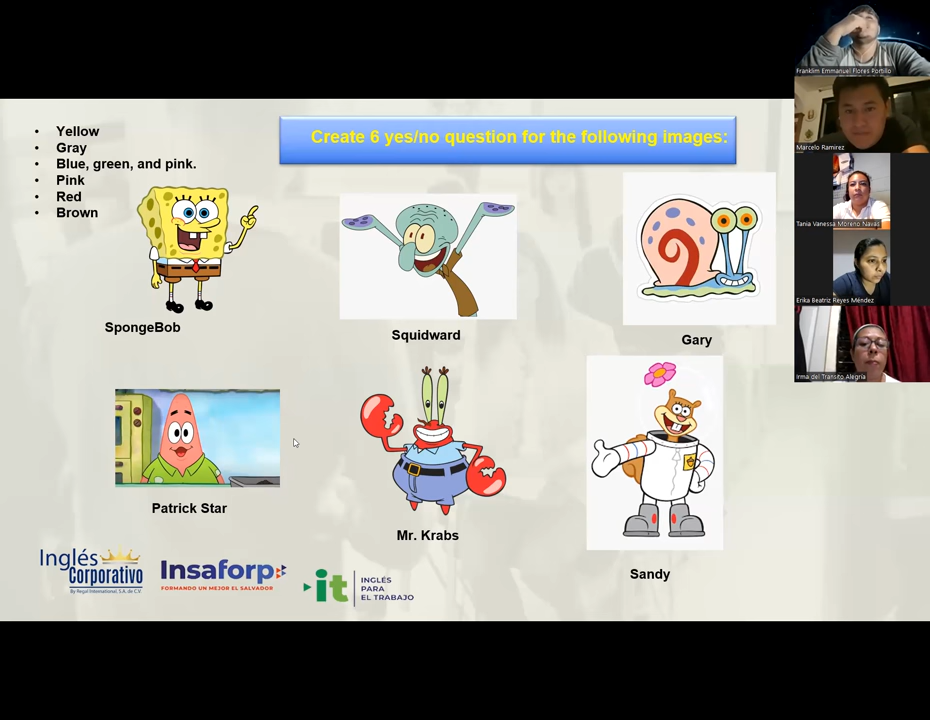 Create 6 yes/no question for the following images:
• Yellow
• Gray
• Blue, green, and pink.
• Pink
• Red
• Brown
SpongeBob
Squidward
Gary
Patrick Star
Mr. Krabs
Sandy
Inglés
Corporativo
By Regal International, S.A. de C.V.
Insaforp
FORMANDO UN MEJOR EL SALVADOR
it
INGLÉS
PARA
EL TRABAJO
Franklim Emmanuel Flores Portillo
Marcelo Ramirez
Tania Vanessa Moreno Navas
Erika Beatriz Reyes Méndez
Irma del Transito Alegría